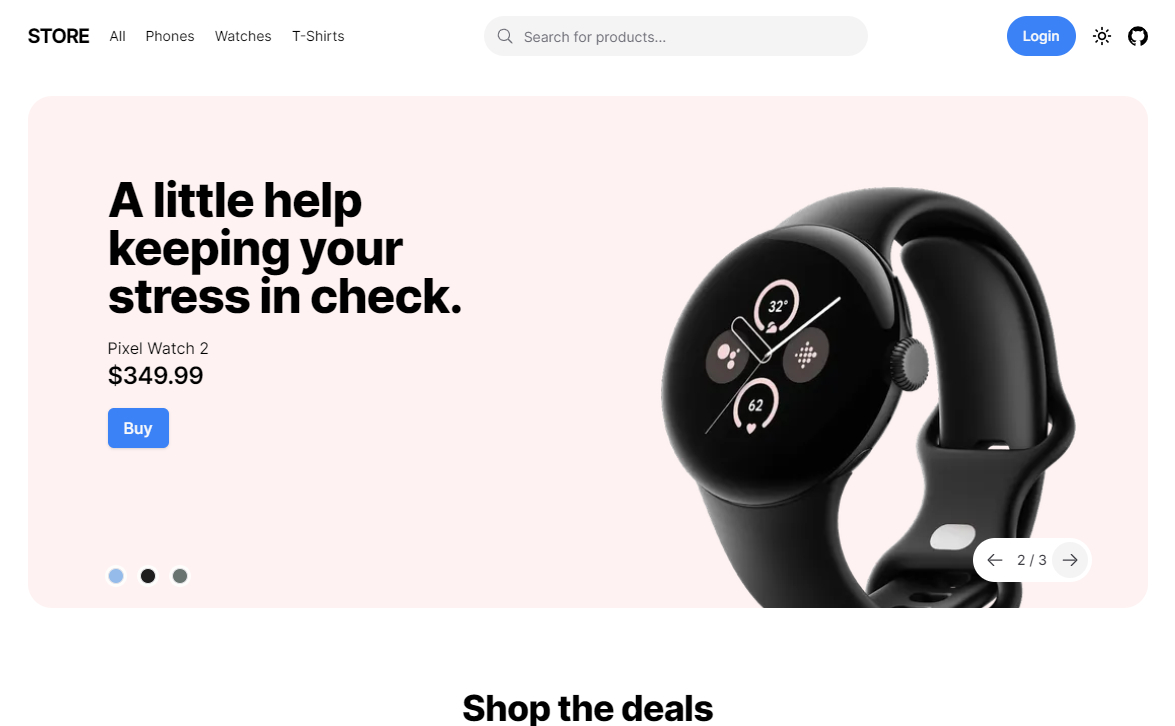 STORE
All
Phones
Watches
T-Shirts
Search for products...
Login
A little help
keeping your
stress in check.
Pixel Watch 2
$349.99
Buy
32°
62
2 / 3
Shop the deals